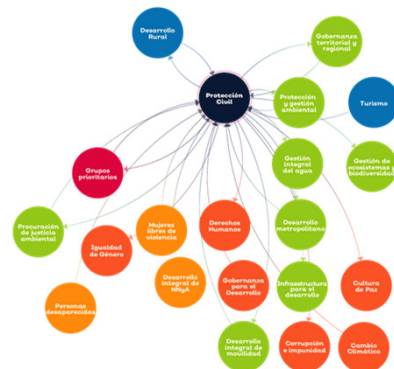 Desarrollo
Rural
Gobernanza
territorial y
regional
Protección
Civil
Protección
y gestión
ambiental
Turismo
Gestión
integral
del agua
Gestión de
ecosistemas y
biodiversidad
Grupos
prioritarios
Procuración
de justicia
ambiental
Igualdad
de Género
Mujeres
libres de
violencia
Derechos
Humanos
Desarrollo
metropolitano
Desarrollo
integral de
NNyA
Gobernanza
para el
Desarrollo
Infraestructura
para el
desarrollo
Cultura
de Paz
Personas
desaparecidas
Desarrollo
integral de
movilidad
Corrupción
e impunidad
Cambio
Climático